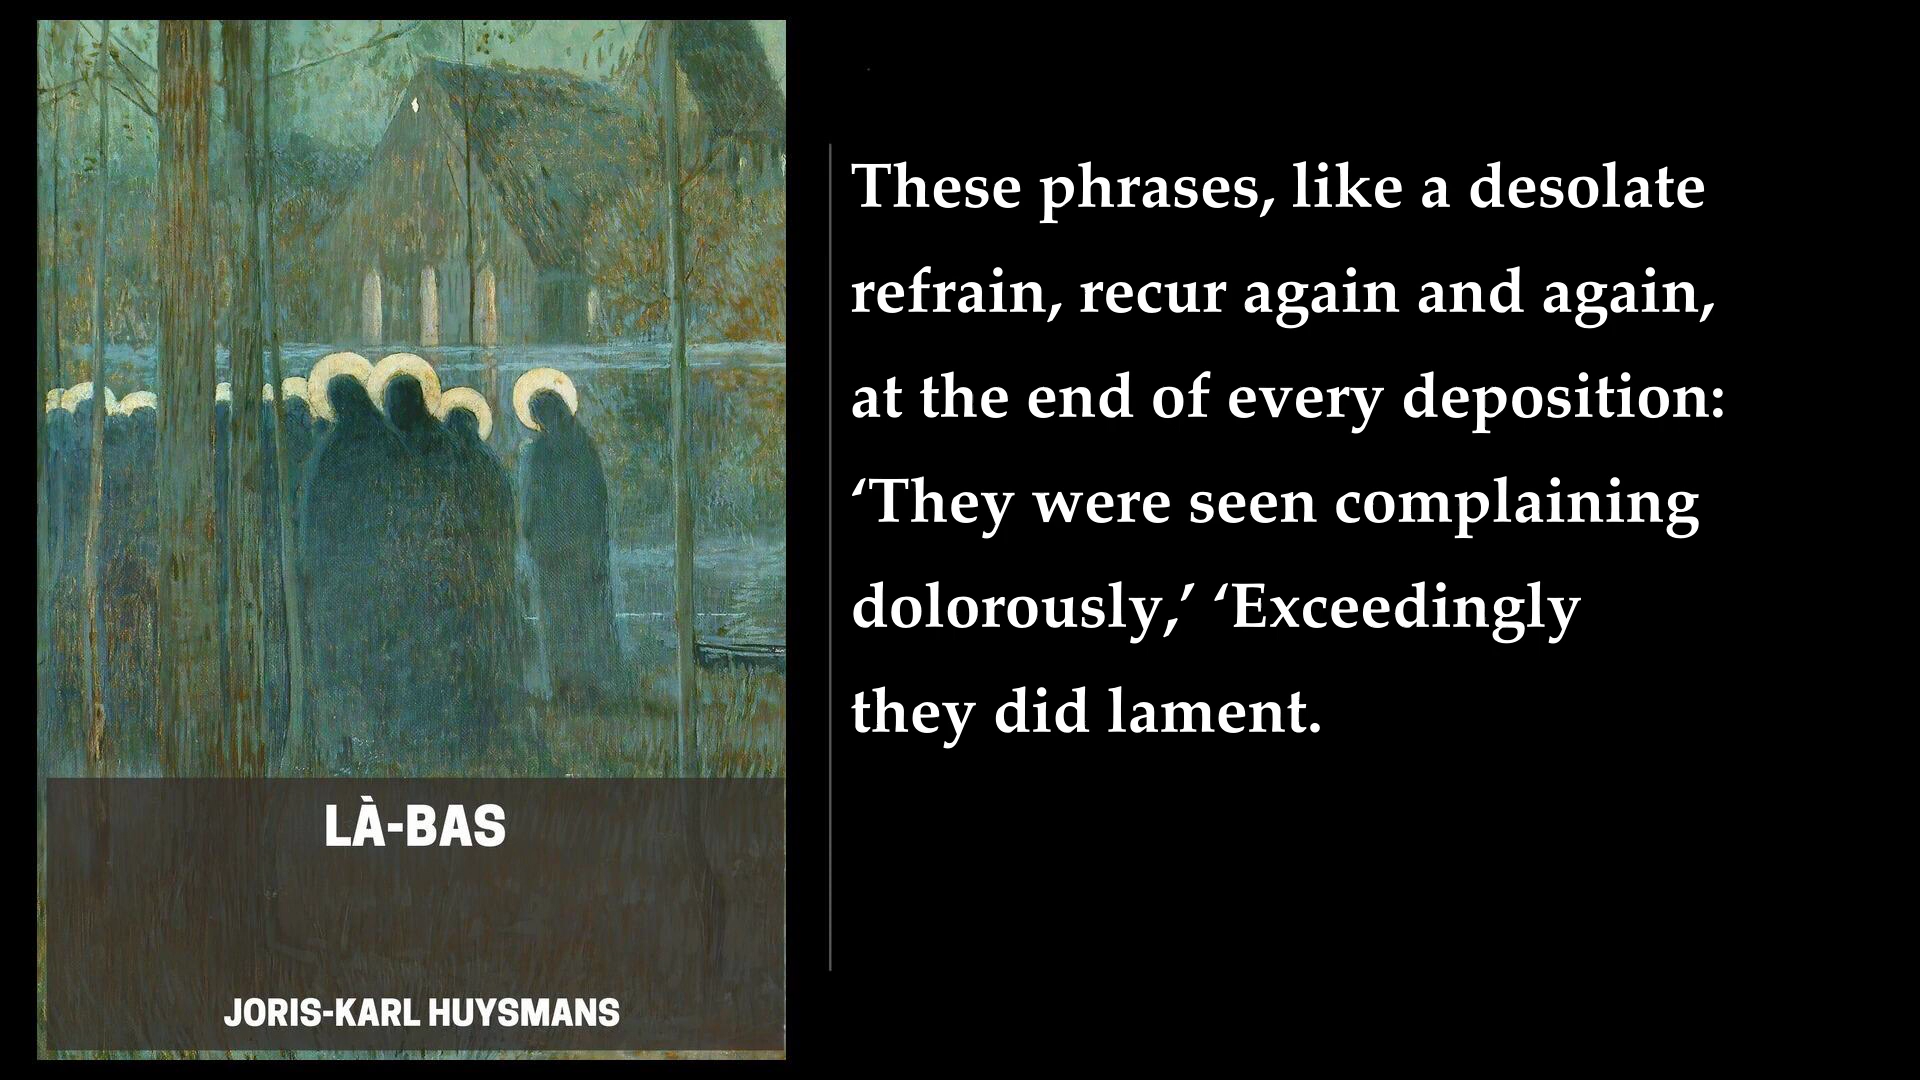 LÀ-BAS
JORIS-KARL HUYSMANS
These phrases, like a desolate
refrain, recur again and again,
at the end of every deposition:
‘They were seen complaining
dolorously,’ ‘Exceedingly
they did lament.